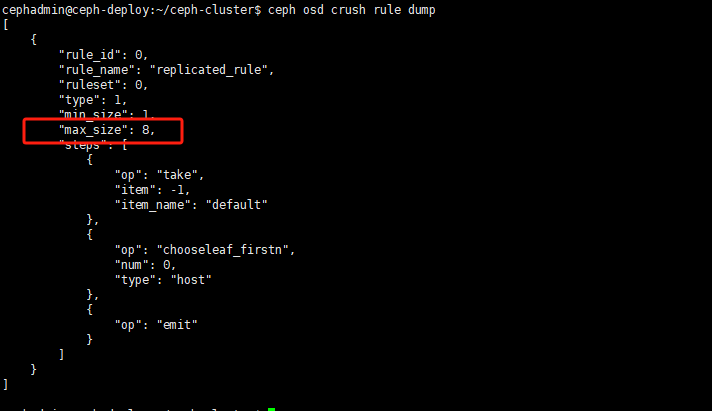 cephadmin@ceph-deploy:~/ceph-cluster$ ceph osd crush rule dump
[
    {
        "rule_id": 0,
        "rule_name": "replicated_rule",
        "ruleset": 0,
        "type": 1,
        "min_size": 1,
        "max_size": 8,
        "steps": [
            {
                "op": "take",
                "item": -1,
                "item_name": "default"
            },
            {
                "op": "chooseleaf_firstn",
                "num": 0,
                "type": "host"
            },
            {
                "op": "emit"
            }
        ]
    }
]